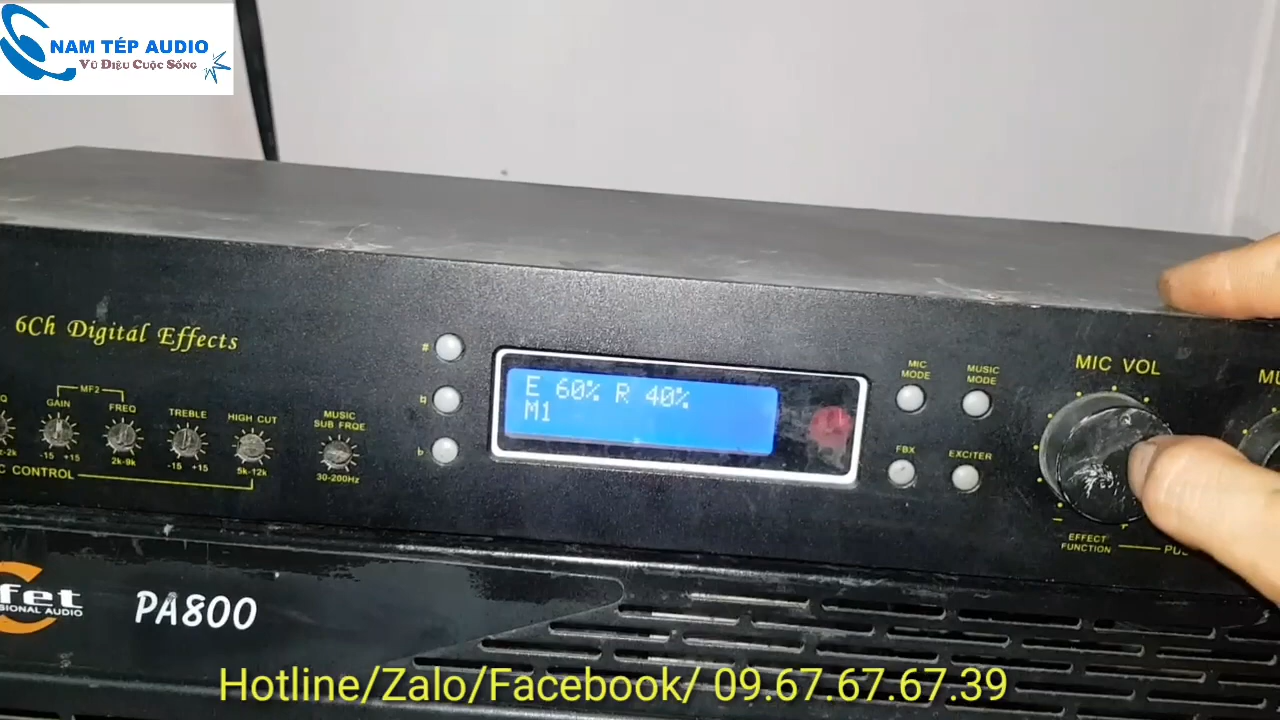 NAM TÉP AUDIO
VŨ ĐIỆU CUỘC SỐNG
6Ch Digital Effects
MF2
GAIN
FREQ
TREBLE
HIGH CUT
MUSIC
SUB FRQE
-15 +15
2k-9k
-15 +15
5k-12k
30-200Hz
CONTROL
#
♮
b
E 60% R 40%
M1
MIC
MODE
MUSIC
MODE
FBX
EXCITER
MIC VOL
EFFECT
FUNCTION
PA800
AUDIO
Hotline/Zalo/Facebook/ 09.67.67.67.39